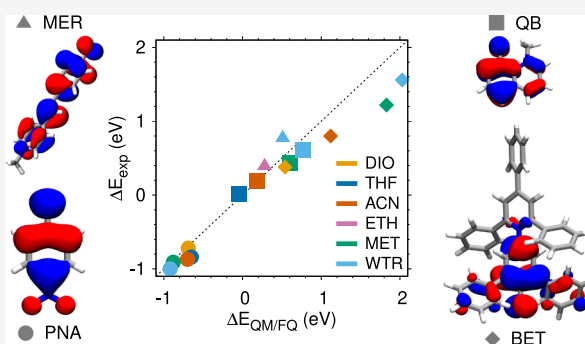 MER
QB
2
1
0
-1
ΔE_exp (eV)
DIO
THF
ACN
ETH
MET
WTR
-1 0 1 2
ΔE_QM/FQ (eV)
PNA
BET